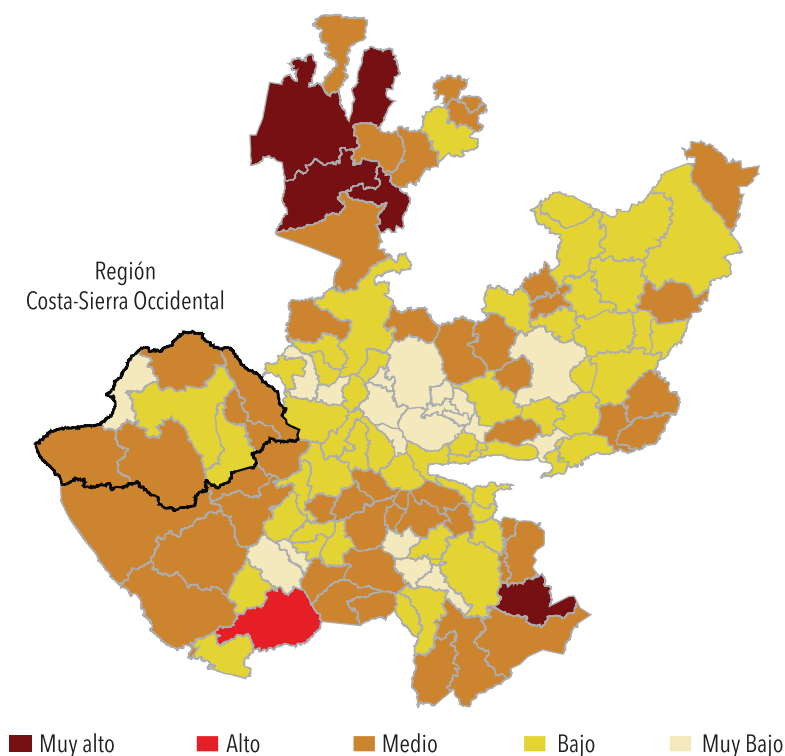 Región
Costa-Sierra Occidental
Muy alto
Alto
Medio
Bajo
Muy Bajo